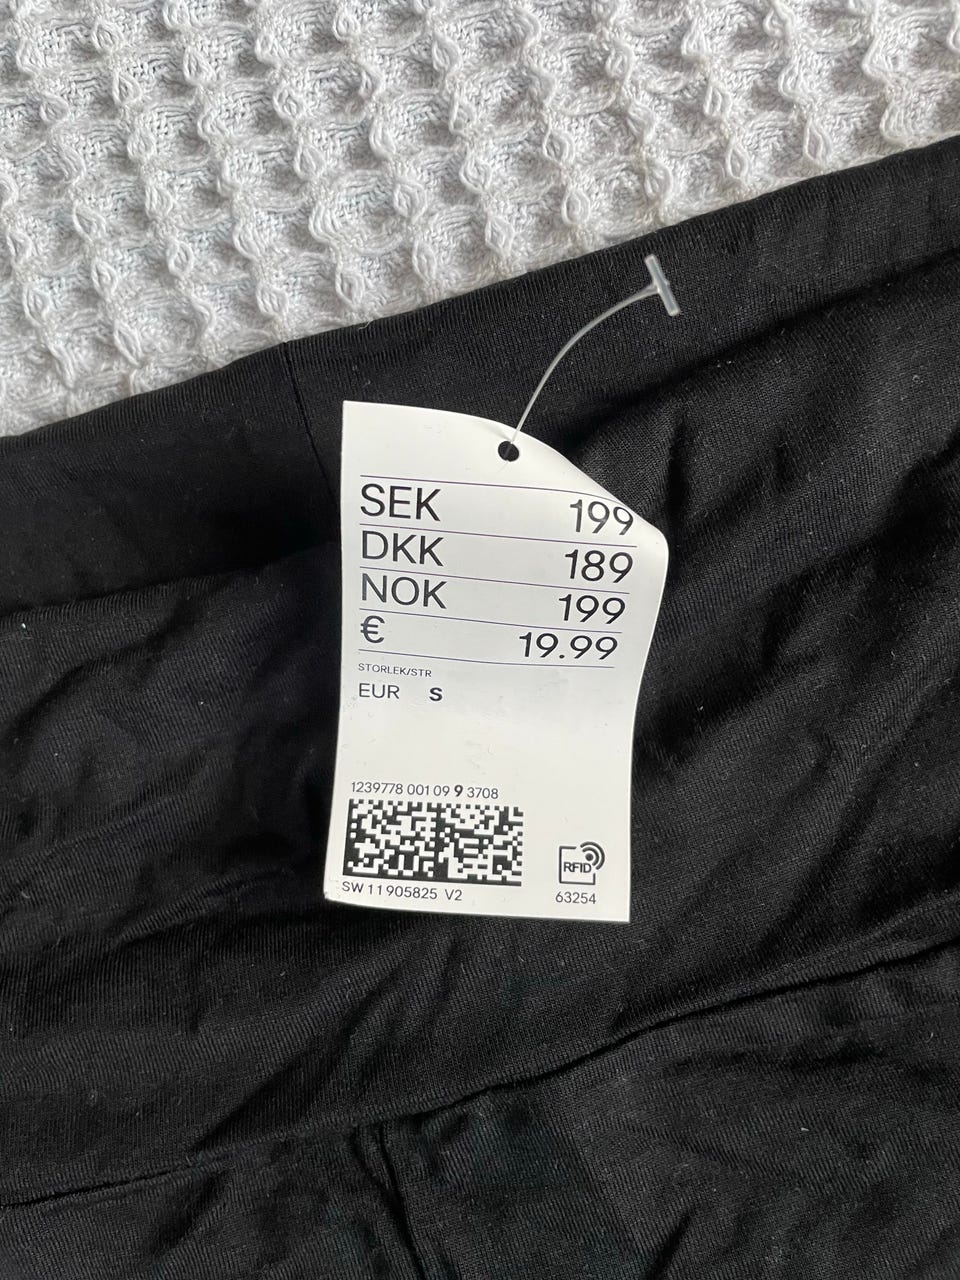 SEK 199
DKK 189
NOK 199
€ 19.99
STORLEK/STR
EUR S
1239778 001 09 9 3708
SW 11905825 V2
RFID
63254